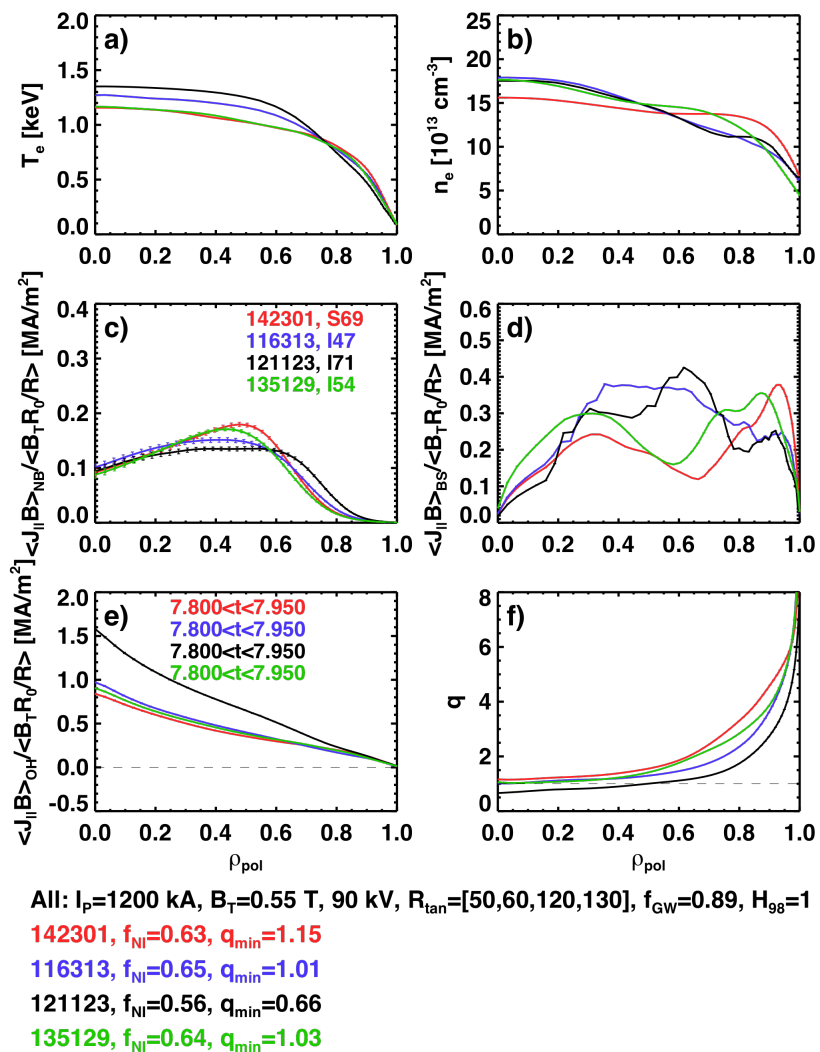 a)
T_e [keV]
2.0
1.5
1.0
0.5
0.0
0.0 0.2 0.4 0.6 0.8 1.0
b)
n_e [10^13 cm^-3]
25
20
15
10
5
0
0.0 0.2 0.4 0.6 0.8 1.0
c)
<J_||B>_NB/<B_TR_0/R> [MA/m^2]
0.4
0.3
0.2
0.1
0.0
142301, S69
116313, I47
121123, I71
135129, I54
0.0 0.2 0.4 0.6 0.8 1.0
d)
<J_||B>_BS/<B_TR_0/R> [MA/m^2]
0.6
0.5
0.4
0.3
0.2
0.1
0.0
0.0 0.2 0.4 0.6 0.8 1.0
e)
<J_||B>_OH/<B_TR_0/R> [MA/m^2]
2.0
1.5
1.0
0.5
0.0
-0.5
7.800<t<7.950
7.800<t<7.950
7.800<t<7.950
7.800<t<7.950
0.0 0.2 0.4 0.6 0.8 1.0
ρ_pol
f)
q
8
6
4
2
0
0.0 0.2 0.4 0.6 0.8 1.0
ρ_pol
All: I_P=1200 kA, B_T=0.55 T, 90 kV, R_tan=[50,60,120,130], f_GW=0.89, H_98=1
142301, f_NI=0.63, q_min=1.15
116313, f_NI=0.65, q_min=1.01
121123, f_NI=0.56, q_min=0.66
135129, f_NI=0.64, q_min=1.03